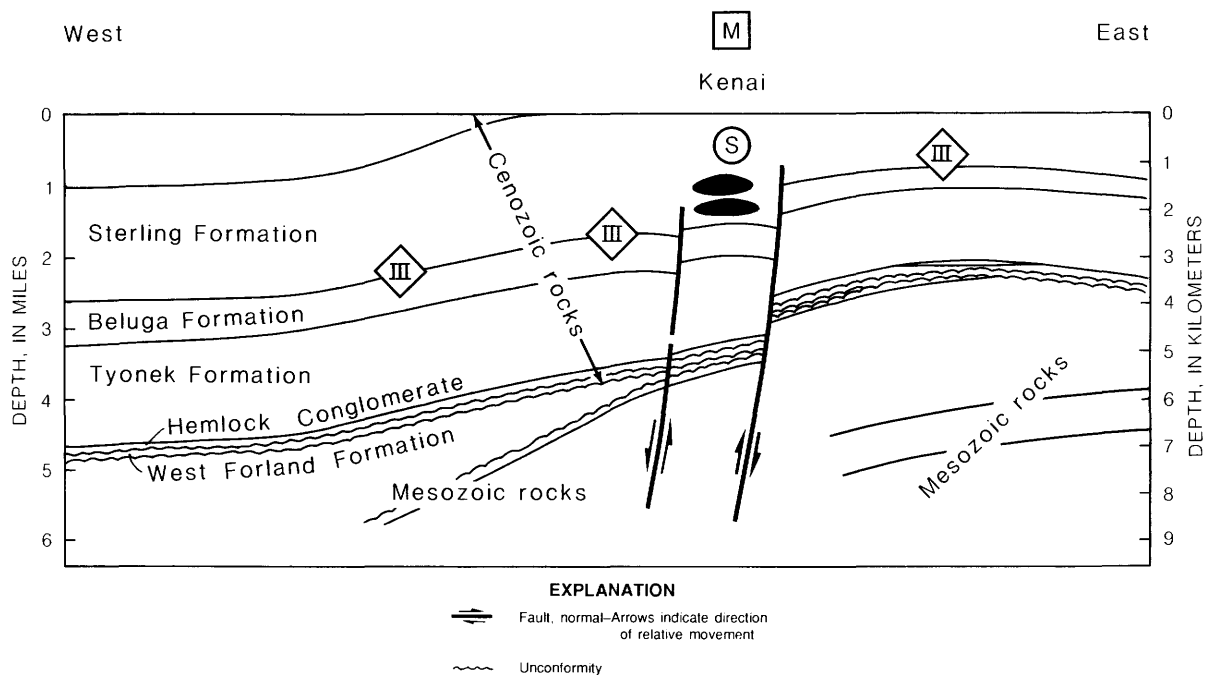 West
M
East
Kenai
DEPTH, IN MILES
0
1
2
3
4
5
6
S
III
III
III
Cenozoic rocks
Sterling Formation
Beluga Formation
Tyonek Formation
Hemlock Conglomerate
West Forland Formation
Mesozoic rocks
Mesozoic rocks
0
1
2
3
4
5
6
7
8
9
DEPTH, IN KILOMETERS
EXPLANATION
Fault, normal–Arrows indicate direction
of relative movement
Unconformity